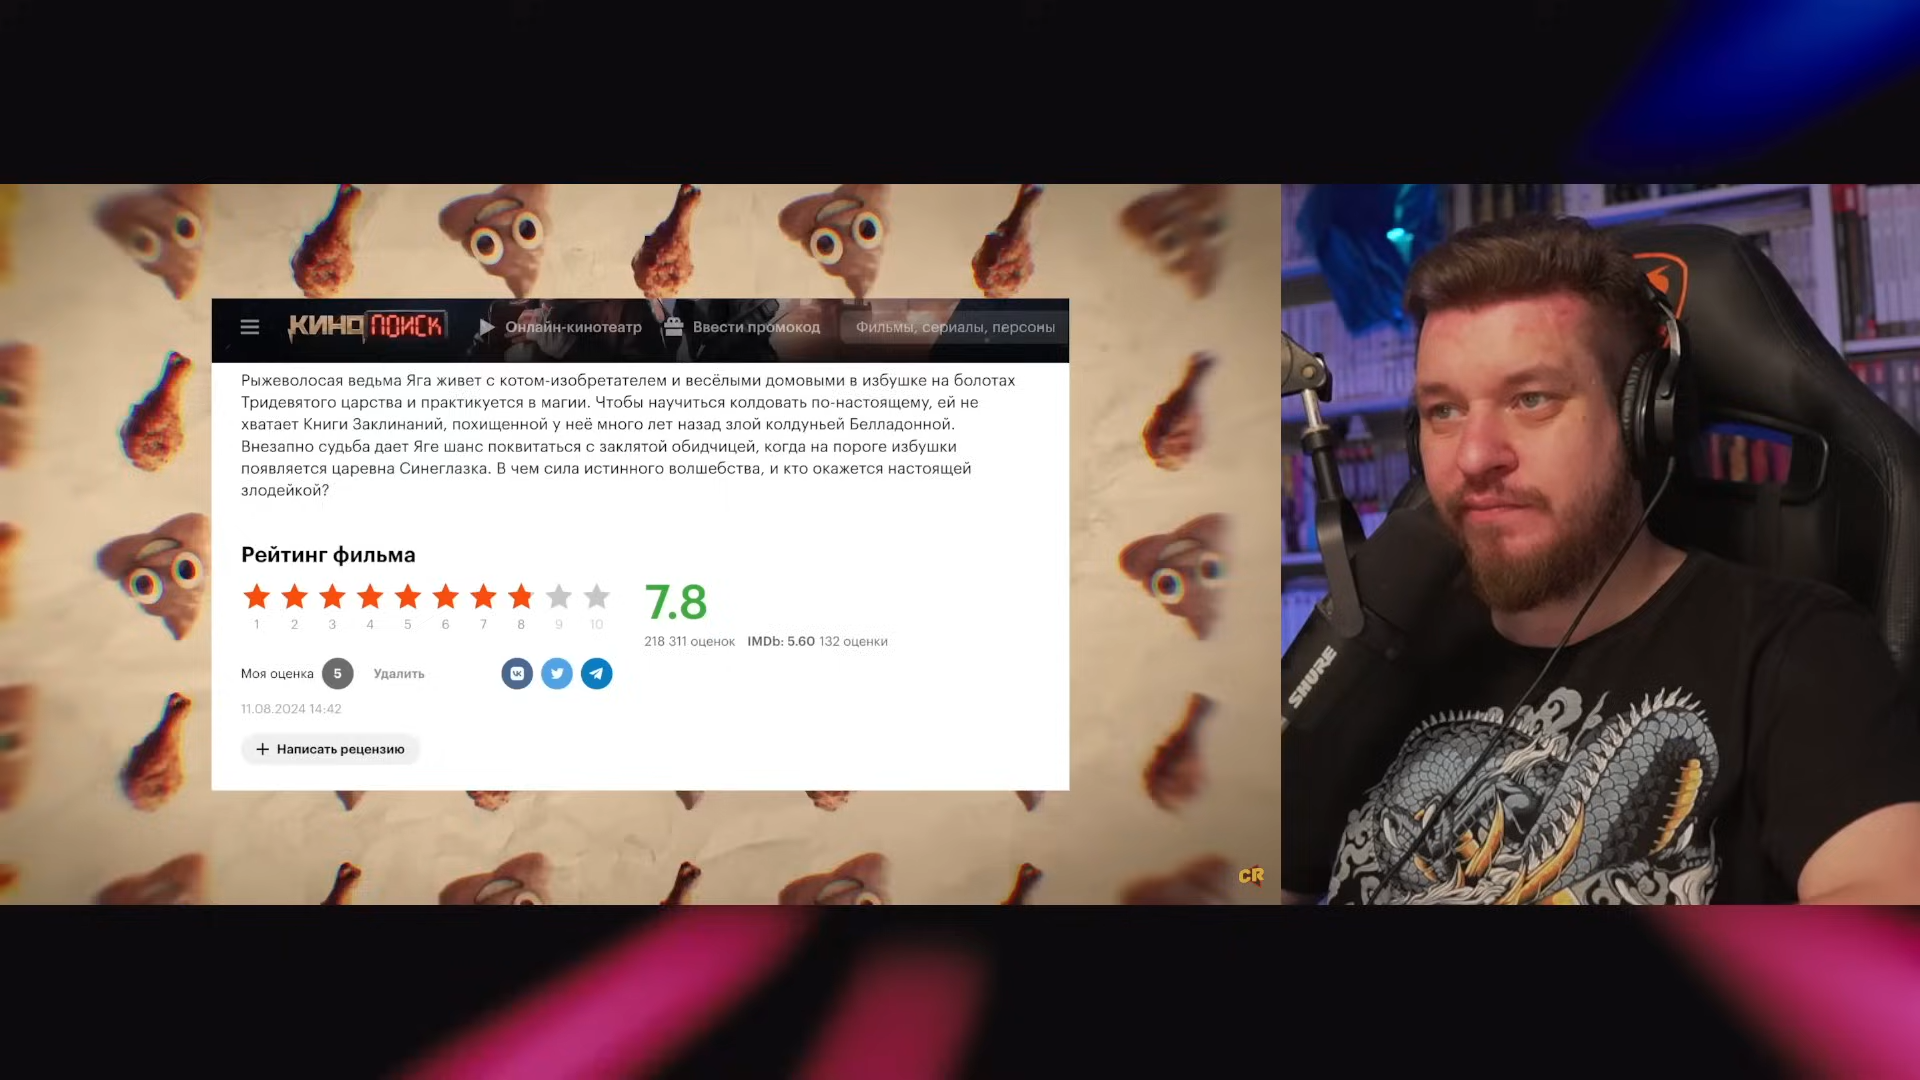 КИНОПОИСК
Онлайн-кинотеатр
Ввести промокод
Фильмы, сериалы, персоны
Рыжеволосая ведьма Яга живет с котом-изобретателем и весёлыми домовыми в избушке на болотах
Тридевятого царства и практикуется в магии. Чтобы научиться колдовать по-настоящему, ей не
хватает Книги Заклинаний, похищенной у неё много лет назад злой колдуньей Белладонной.
Внезапно судьба дает Яге шанс поквитаться с заклятой обидчицей, когда на пороге избушки
появляется царевна Синеглазка. В чем сила истинного волшебства, и кто окажется настоящей
злодейкой?
Рейтинг фильма
1 2 3 4 5 6 7 8 9 10
7.8
218 311 оценок IMDb: 5.60 132 оценки
Моя оценка 5 Удалить
11.08.2024 14:42
+ Написать рецензию
CR
SHURE